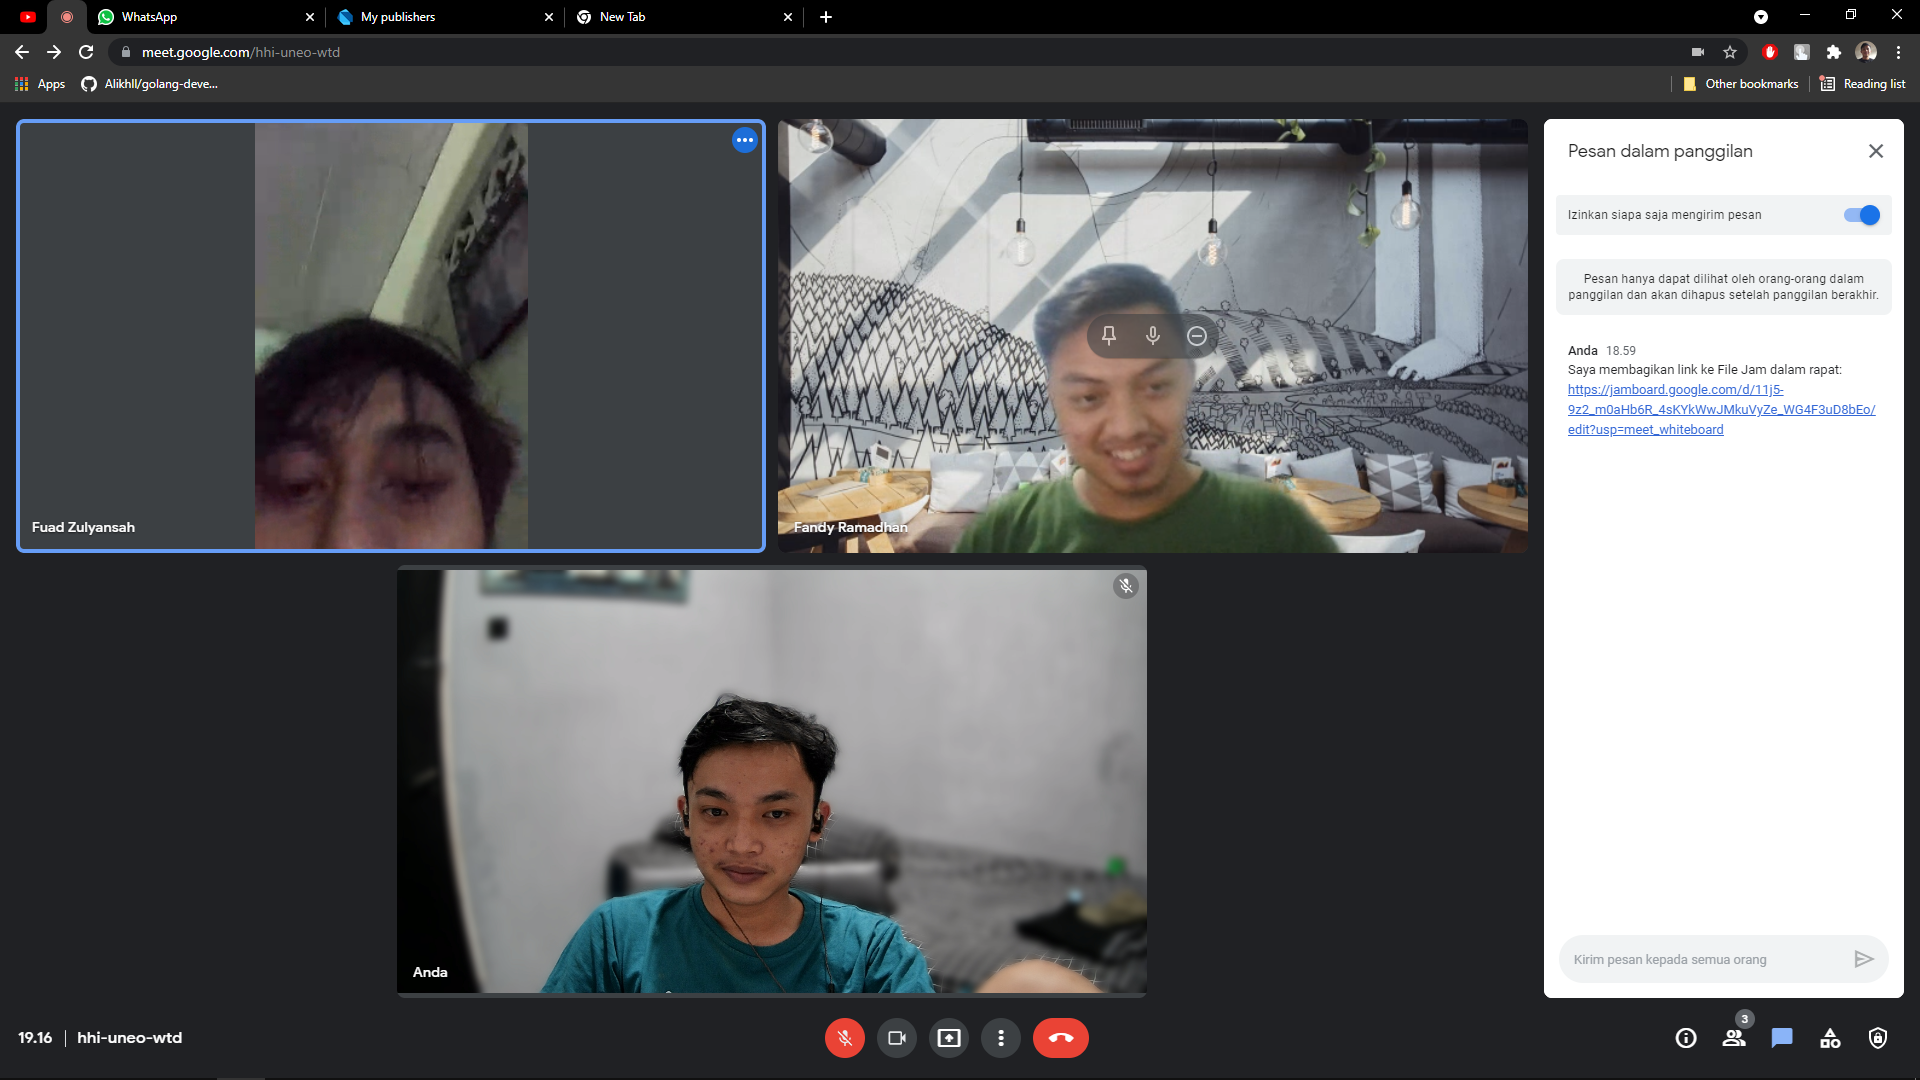 WhatsApp
My publishers
New Tab
meet.google.com/hhi-uneo-wtd
Apps
Alikhll/golang-deve...
Other bookmarks
Reading list
Fuad Zulyansah
Fandy Ramadhan
Anda
Pesan dalam panggilan
Izinkan siapa saja mengirim pesan
Pesan hanya dapat dilihat oleh orang-orang dalam
panggilan dan akan dihapus setelah panggilan berakhir.
Anda 18.59
Saya membagikan link ke File Jam dalam rapat:
https://jamboard.google.com/d/11j5-
9z2_m0aHb6R_4sKYkWwJMkuVyZe_WG4F3uD8bEo/
edit?usp=meet_whiteboard
Kirim pesan kepada semua orang
19.16 | hhi-uneo-wtd
3